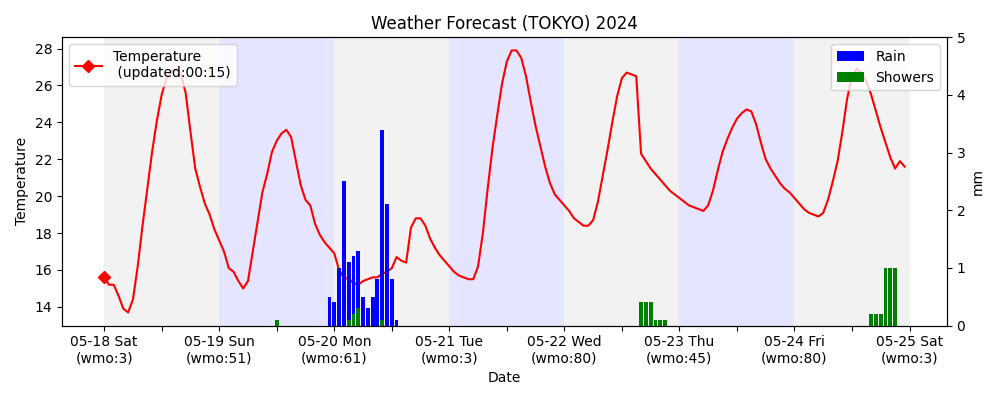 Weather Forecast (TOKYO) 2024
Temperature
(updated:00:15)
Rain
Showers
28
26
24
22
20
18
16
14
Temperature
5
4
3
2
1
0
mm
05-18 Sat
(wmo:3)
05-19 Sun
(wmo:51)
05-20 Mon
(wmo:61)
05-21 Tue
(wmo:3)
05-22 Wed
(wmo:80)
05-23 Thu
(wmo:45)
05-24 Fri
(wmo:80)
05-25 Sat
(wmo:3)
Date